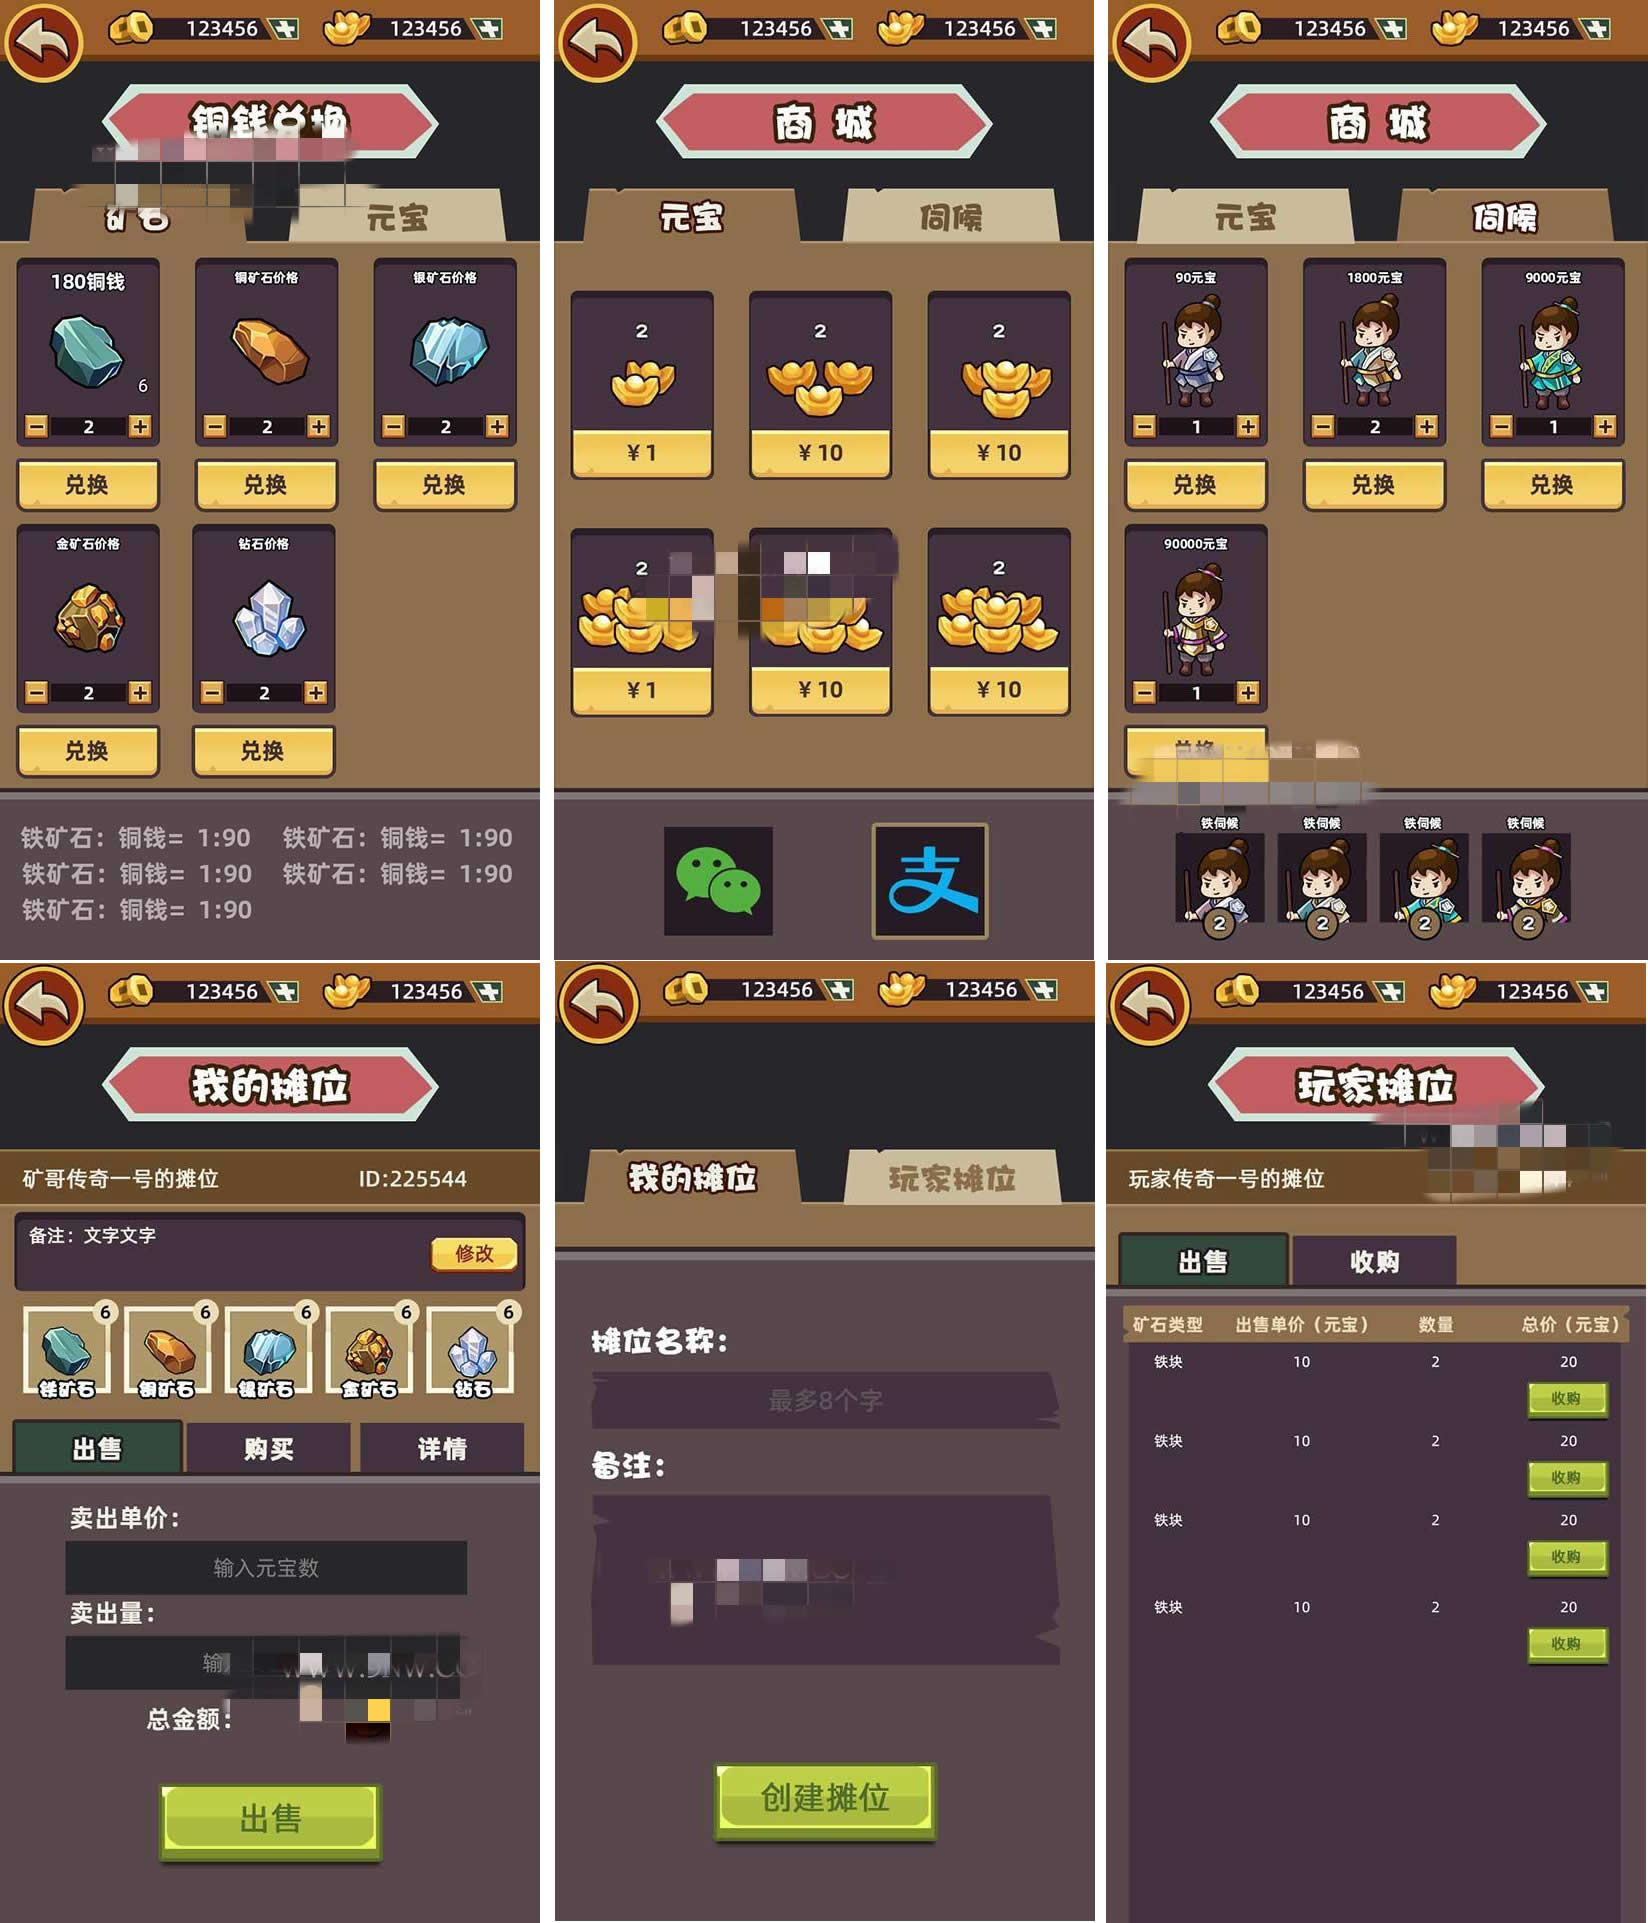 123456 123456
铜钱兑换
矿石 元宝
180铜钱 铜矿石价格 银矿石价格
6
2 2 2
兑换 兑换 兑换
金矿石价格 钻石价格
2 2
兑换 兑换
铁矿石：铜钱= 1:90 铁矿石：铜钱= 1:90
铁矿石：铜钱= 1:90 铁矿石：铜钱= 1:90
铁矿石：铜钱= 1:90
123456 123456
商城
元宝 伺候
2 2 2
¥1 ¥10 ¥10
2 2
¥1 ¥10 ¥10
支
123456 123456
商城
元宝 伺候
90元宝 1800元宝 9000元宝
1 2 1
兑换 兑换 兑换
90000元宝
1
兑换
铁伺候 铁伺候 铁伺候 铁伺候
2 2 2 2
123456 123456
我的摊位
矿哥传奇一号的摊位 ID:225544
备注：文字文字
修改
6 6 6 6 6
铁矿石 铜矿石 银矿石 金矿石 钻石
出售 购买 详情
卖出单价：
输入元宝数
卖出量：
输
总金额：
出售
123456 123456
我的摊位 玩家摊位
摊位名称：
最多8个字
备注：
创建摊位
123456 123456
玩家摊位
玩家传奇一号的摊位
出售 收购
矿石类型 出售单价（元宝） 数量 总价（元宝）
铁块 10 2 20
收购
铁块 10 2 20
收购
铁块 10 2 20
收购
铁块 10 2 20
收购